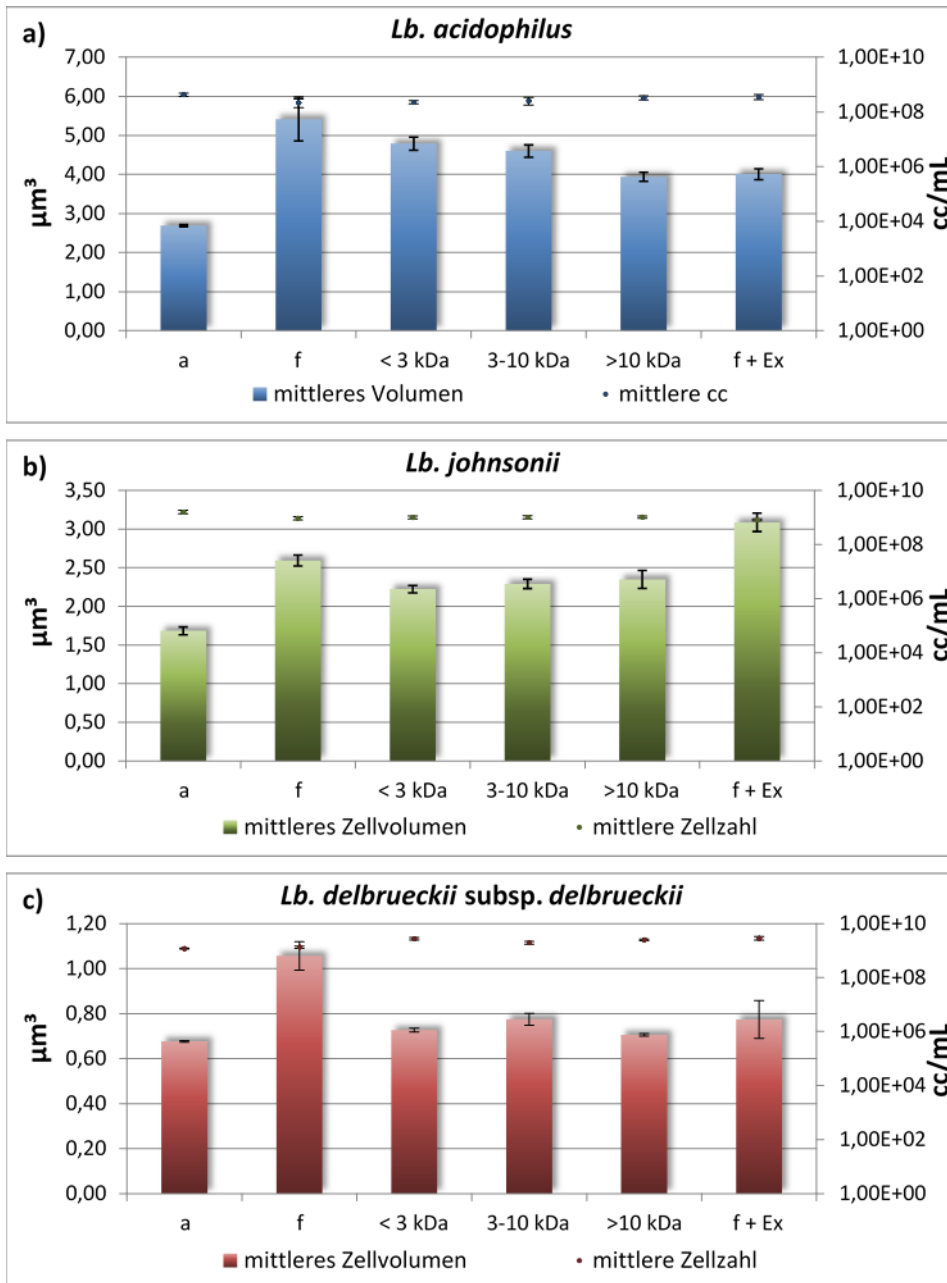 a)
Lb. acidophilus
7,00
6,00
5,00
4,00
3,00
2,00
1,00
0,00
µm³
1,00E+10
1,00E+08
1,00E+06
1,00E+04
1,00E+02
1,00E+00
cc/mL
a f < 3 kDa 3-10 kDa >10 kDa f + Ex
mittleres Volumen mittlere cc
b)
Lb. johnsonii
3,50
3,00
2,50
2,00
1,50
1,00
0,50
0,00
µm³
1,00E+10
1,00E+08
1,00E+06
1,00E+04
1,00E+02
1,00E+00
cc/mL
a f < 3 kDa 3-10 kDa >10 kDa f + Ex
mittleres Zellvolumen mittlere Zellzahl
c)
Lb. delbrueckii subsp. delbrueckii
1,20
1,00
0,80
0,60
0,40
0,20
0,00
µm³
1,00E+10
1,00E+08
1,00E+06
1,00E+04
1,00E+02
1,00E+00
cc/mL
a f < 3 kDa 3-10 kDa >10 kDa f + Ex
mittleres Zellvolumen mittlere Zellzahl